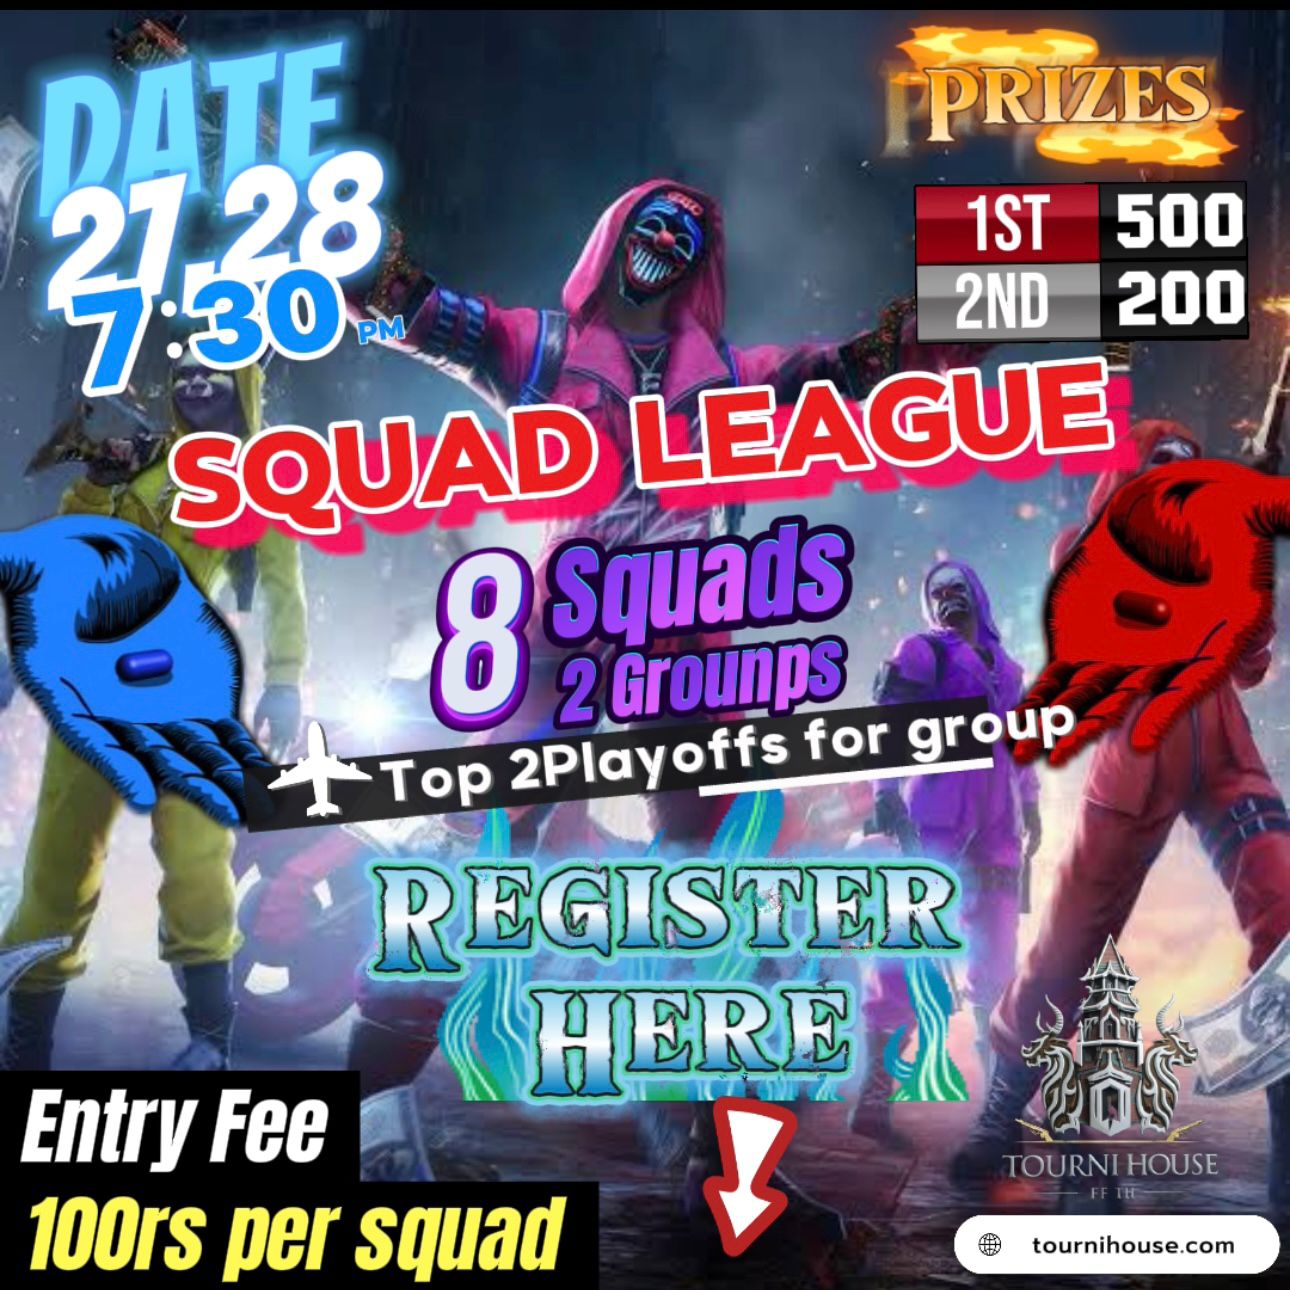 DATE
27,28
7:30 PM
PRIZES
1ST 500
2ND 200
SQUAD LEAGUE
8 Squads
2 Grounps
Top 2Playoffs for group
REGISTER
HERE
Entry Fee
100rs per squad
TOURNI HOUSE
FF TH
tournihouse.com